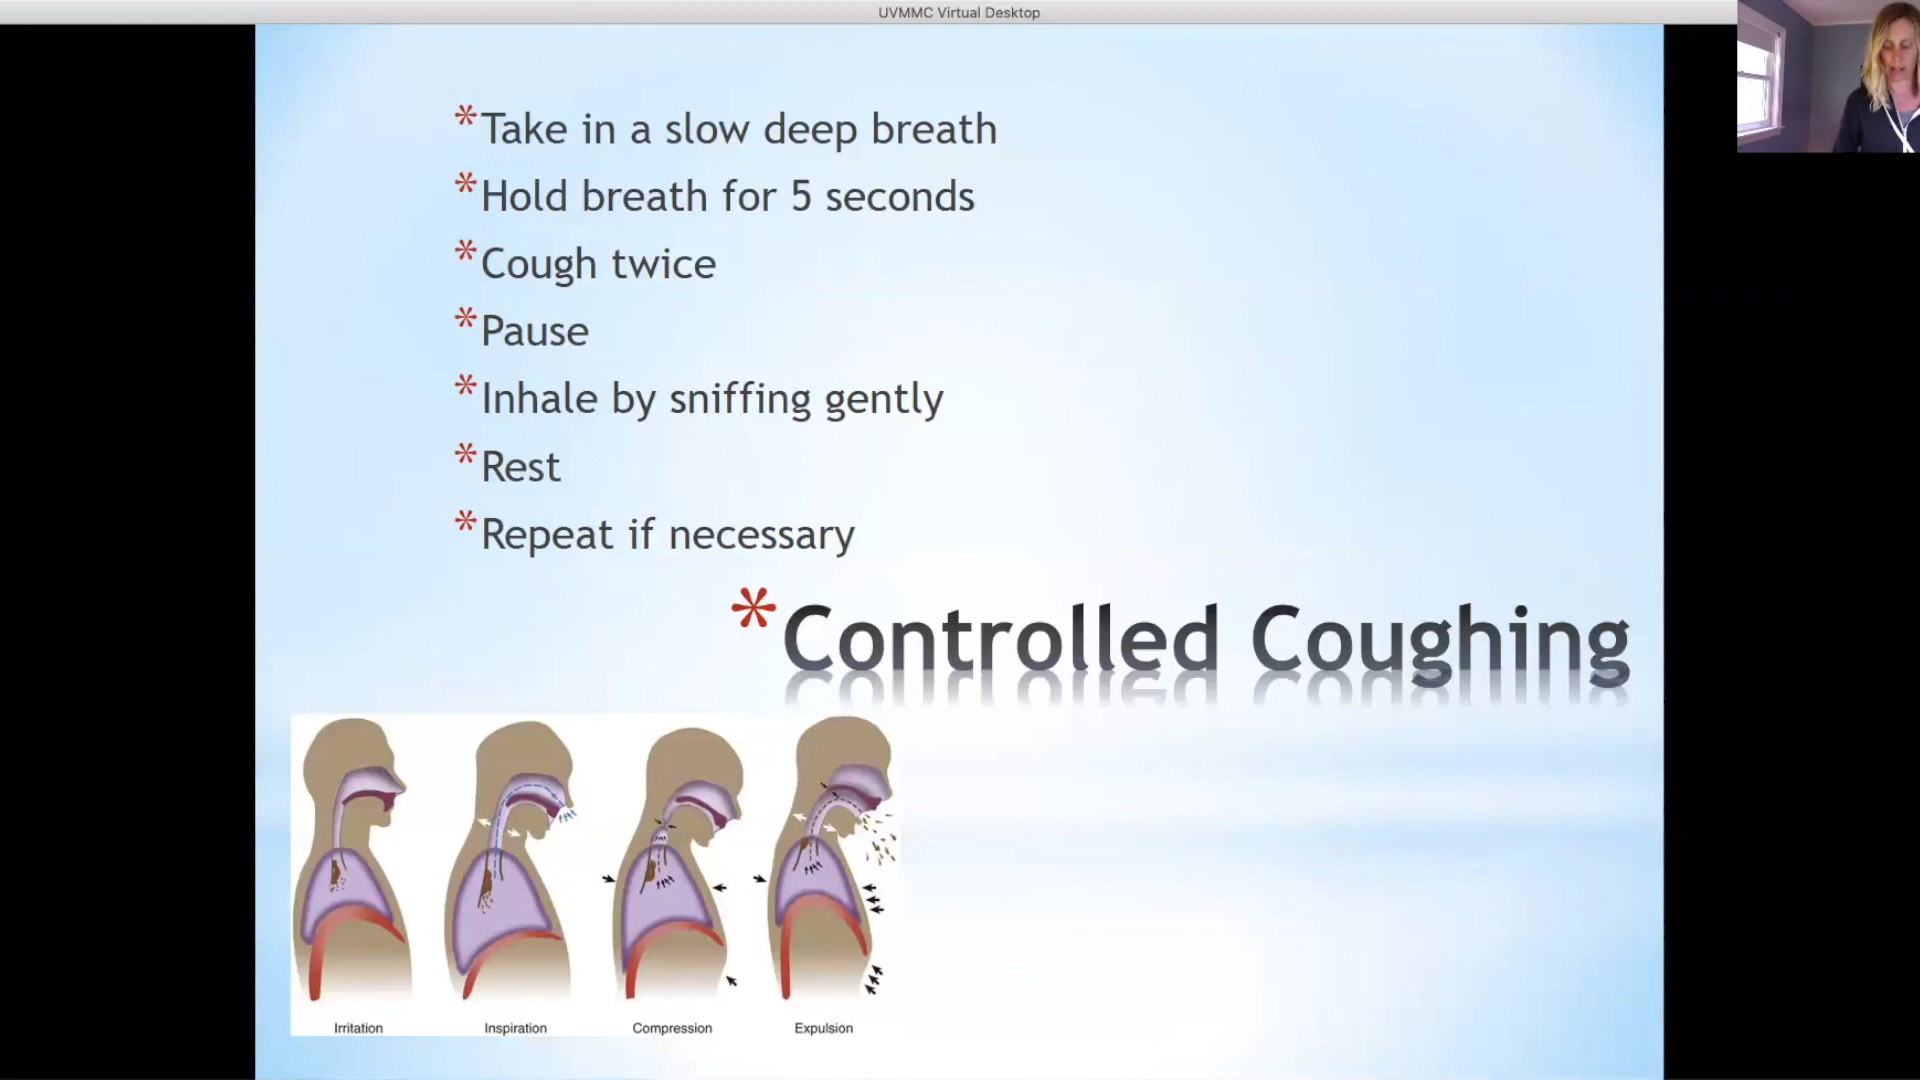 UVMMC Virtual Desktop
*Take in a slow deep breath
*Hold breath for 5 seconds
*Cough twice
*Pause
*Inhale by sniffing gently
*Rest
*Repeat if necessary
*Controlled Coughing
Irritation Inspiration Compression Expulsion